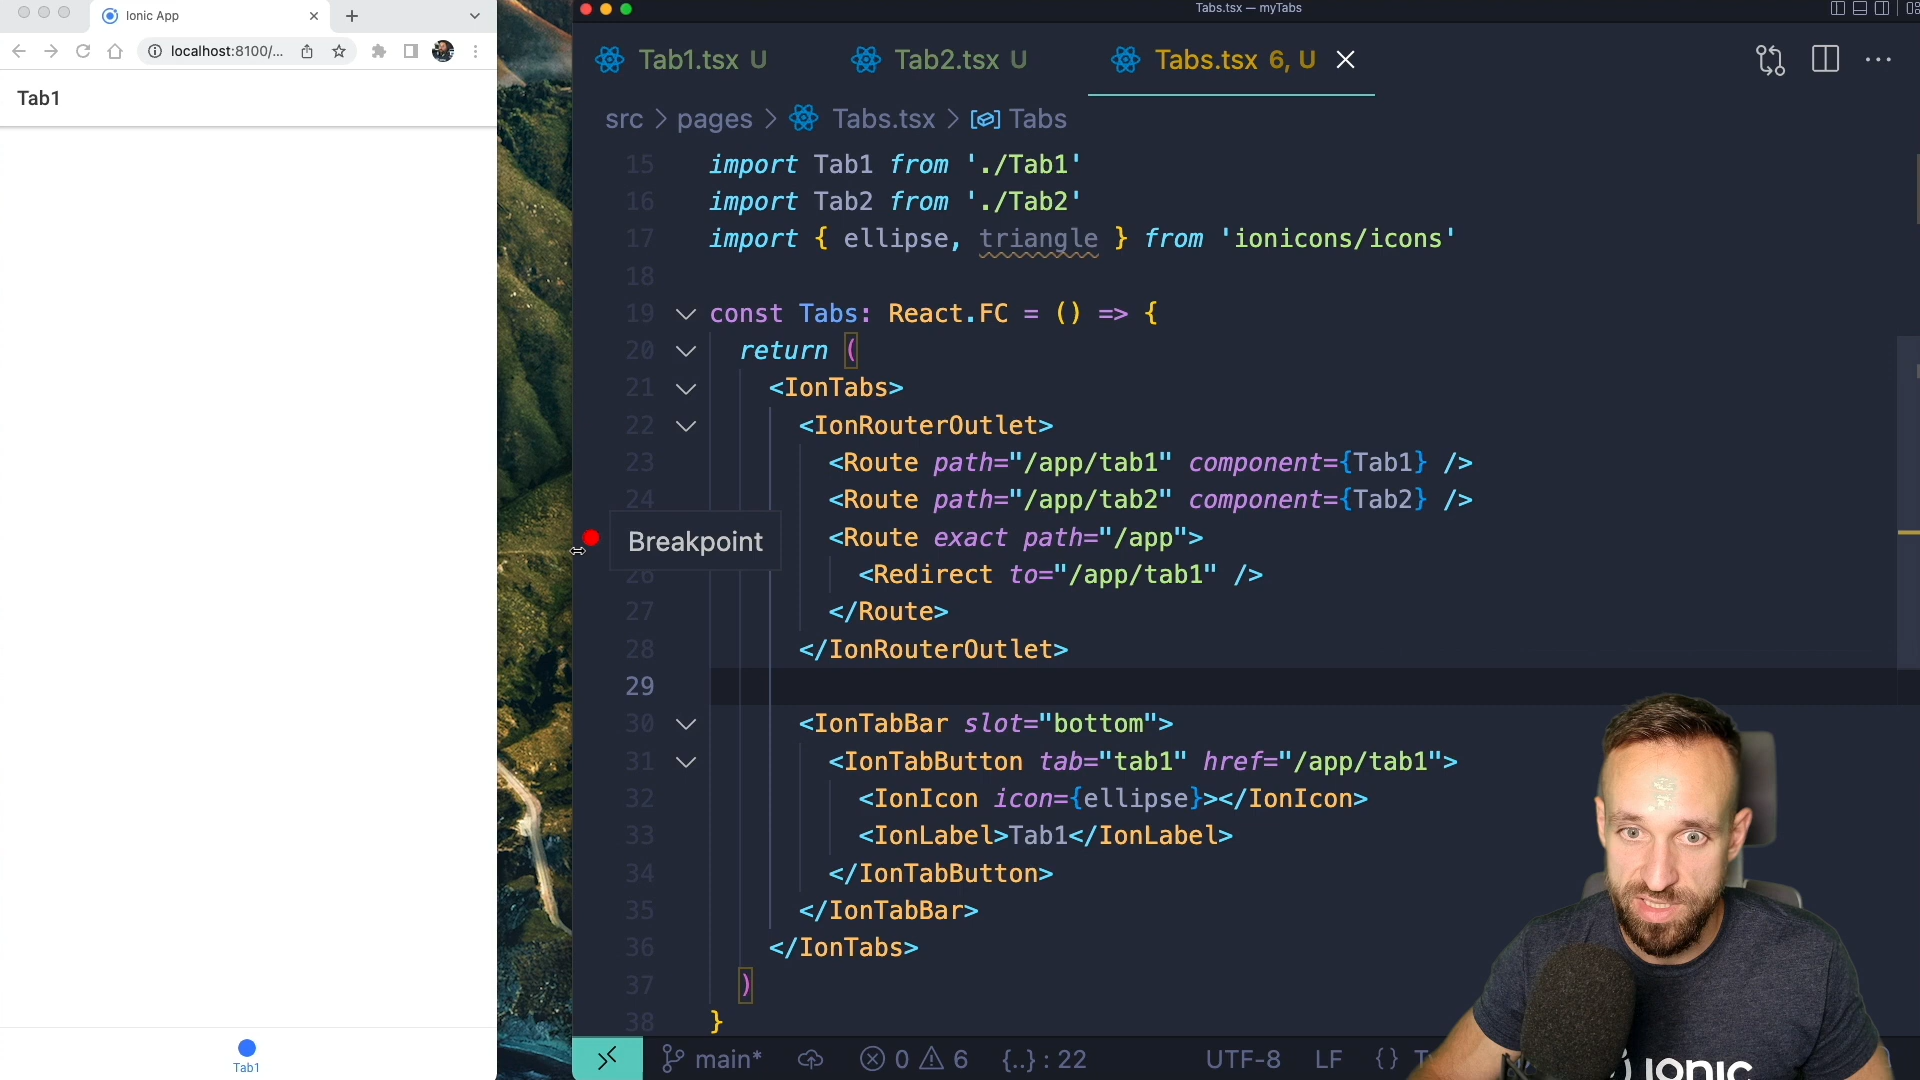 Ionic App
localhost:8100/...
Tab1
Tab1
Tabs.tsx — myTabs
Tab1.tsx U
Tab2.tsx U
Tabs.tsx 6, U
src > pages > Tabs.tsx > Tabs
15 import Tab1 from './Tab1'
16 import Tab2 from './Tab2'
17 import { ellipse, triangle } from 'ionicons/icons'
18
19 const Tabs: React.FC = () => {
20 return (
21 <IonTabs>
22 <IonRouterOutlet>
23 <Route path="/app/tab1" component={Tab1} />
24 <Route path="/app/tab2" component={Tab2} />
Breakpoint
<Route exact path="/app">
26 <Redirect to="/app/tab1" />
27 </Route>
28 </IonRouterOutlet>
29
30 <IonTabBar slot="bottom">
31 <IonTabButton tab="tab1" href="/app/tab1">
32 <IonIcon icon={ellipse}></IonIcon>
33 <IonLabel>Tab1</IonLabel>
34 </IonTabButton>
35 </IonTabBar>
36 </IonTabs>
37 )
38 }
main* 0 6 {..} : 22 UTF-8 LF {}
ionic